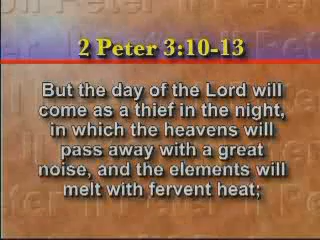 2 Peter 3:10-13
But the day of the Lord will
come as a thief in the night,
in which the heavens will
pass away with a great
noise, and the elements will
melt with fervent heat;